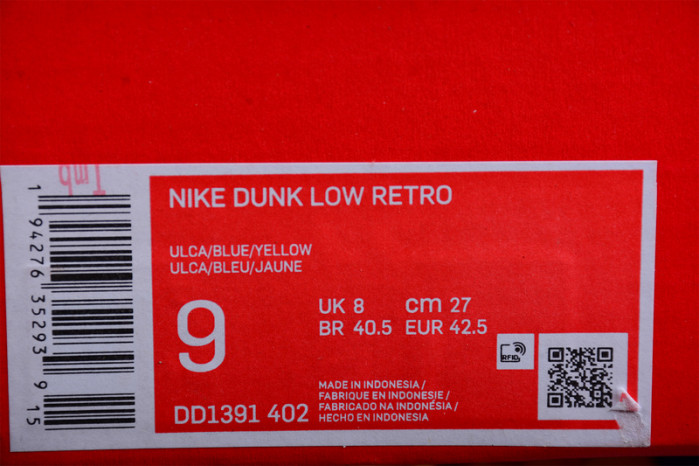 NIKE DUNK LOW RETRO
ULCA/BLUE/YELLOW
ULCA/BLEU/JAUNE
9
UK 8 cm 27
BR 40.5 EUR 42.5
RFID
DD1391 402
MADE IN INDONESIA /
FABRIQUE EN INDONESIE /
FABRICADO NA INDONÉSIA /
HECHO EN INDONESIA
1 94276 35293 9 15